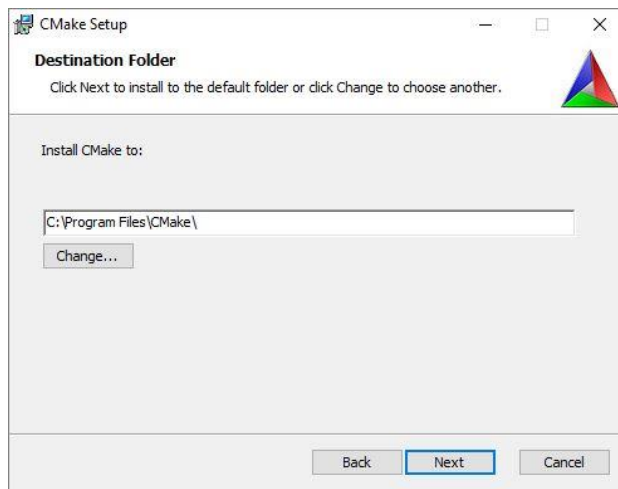 CMake Setup
Destination Folder
Click Next to install to the default folder or click Change to choose another.
Install CMake to:
C:\Program Files\CMake\
Change...
Back Next Cancel